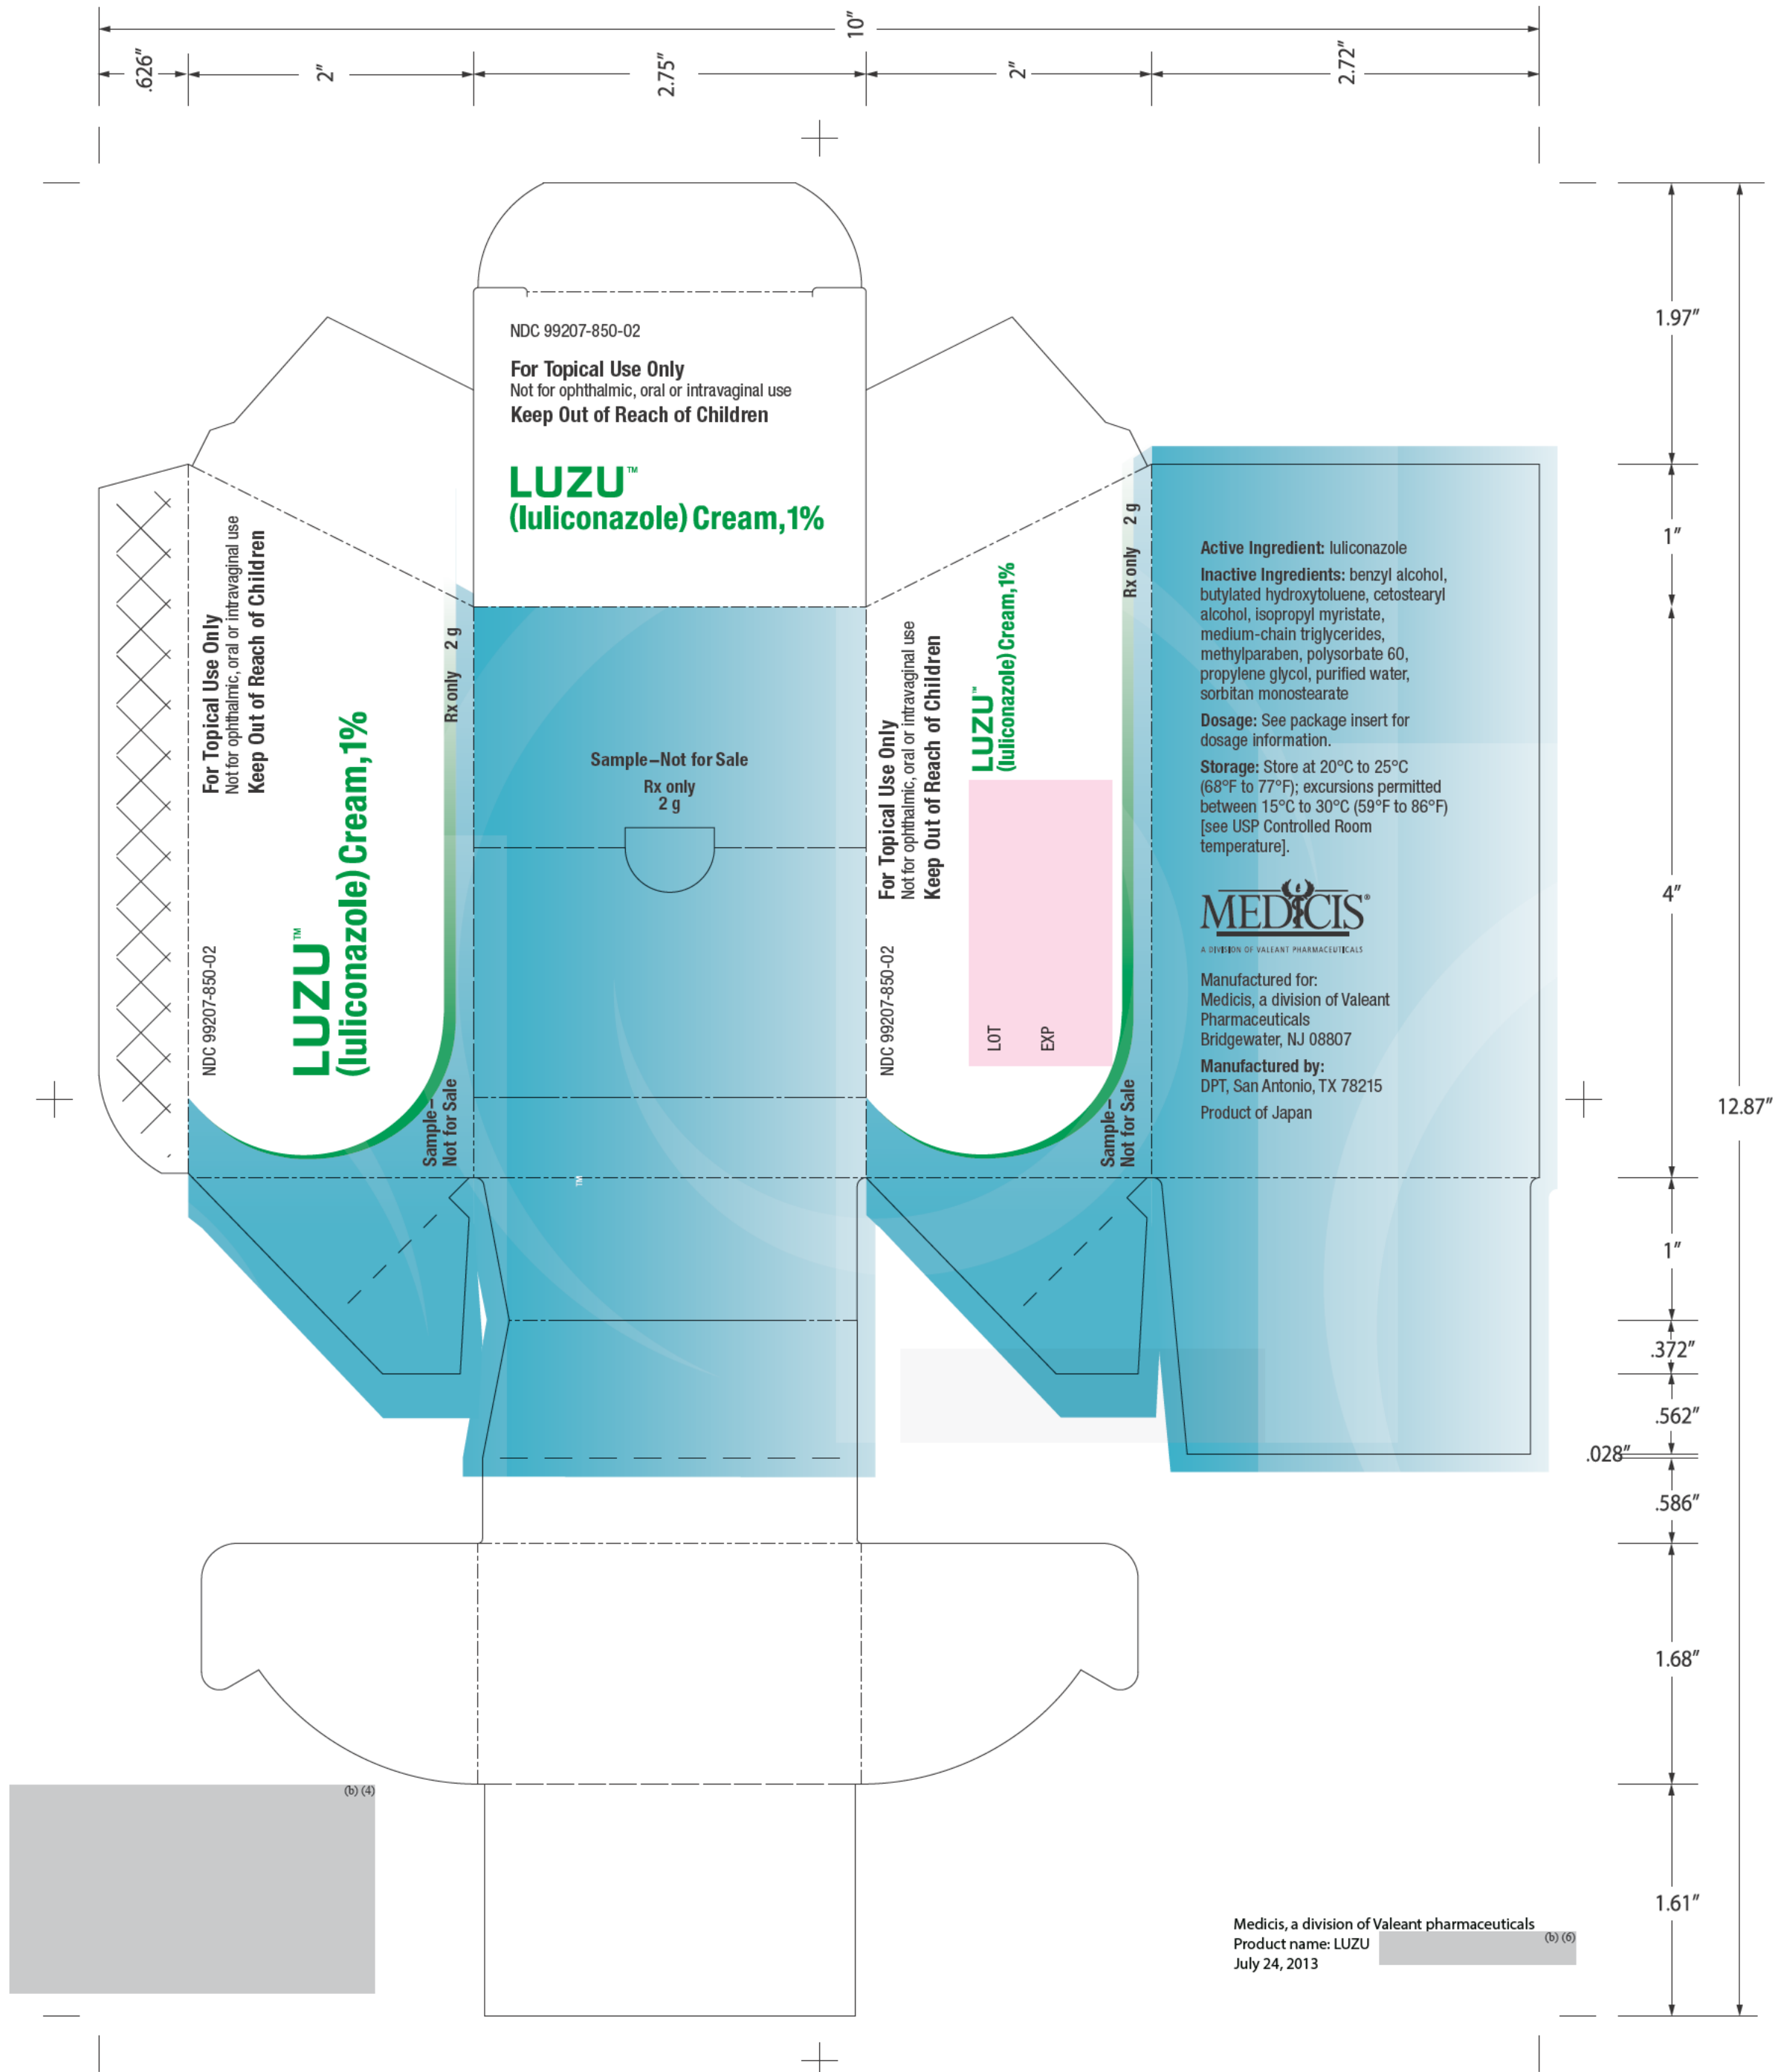 10”
.626”
2”
2.75”
2”
2.72”
NDC 99207-850-02
For Topical Use Only
Not for ophthalmic, oral or intravaginal use
Keep Out of Reach of Children
LUZU™
(luliconazole) Cream,1%
For Topical Use Only
Not for ophthalmic, oral or intravaginal use
Keep Out of Reach of Children
NDC 99207-850-02
LUZU™
(luliconazole) Cream,1%
Rx only 2 g
Sample–
Not for Sale
Sample–Not for Sale
Rx only
2 g
™
For Topical Use Only
Not for ophthalmic, oral or intravaginal use
Keep Out of Reach of Children
NDC 99207-850-02
LUZU™
(luliconazole) Cream,1%
LOT
EXP
Rx only 2 g
Sample–
Not for Sale
Active Ingredient: luliconazole
Inactive Ingredients: benzyl alcohol,
butylated hydroxytoluene, cetostearyl
alcohol, isopropyl myristate,
medium-chain triglycerides,
methylparaben, polysorbate 60,
propylene glycol, purified water,
sorbitan monostearate
Dosage: See package insert for
dosage information.
Storage: Store at 20°C to 25°C
(68°F to 77°F); excursions permitted
between 15°C to 30°C (59°F to 86°F)
[see USP Controlled Room
temperature].
MEDICIS®
A DIVISION OF VALEANT PHARMACEUTICALS
Manufactured for:
Medicis, a division of Valeant
Pharmaceuticals
Bridgewater, NJ 08807
Manufactured by:
DPT, San Antonio, TX 78215
Product of Japan
1.97”
1”
4”
12.87”
1”
.372”
.562”
.028”
.586”
1.68”
1.61”
(b) (4)
Medicis, a division of Valeant pharmaceuticals
Product name: LUZU
(b) (6)
July 24, 2013